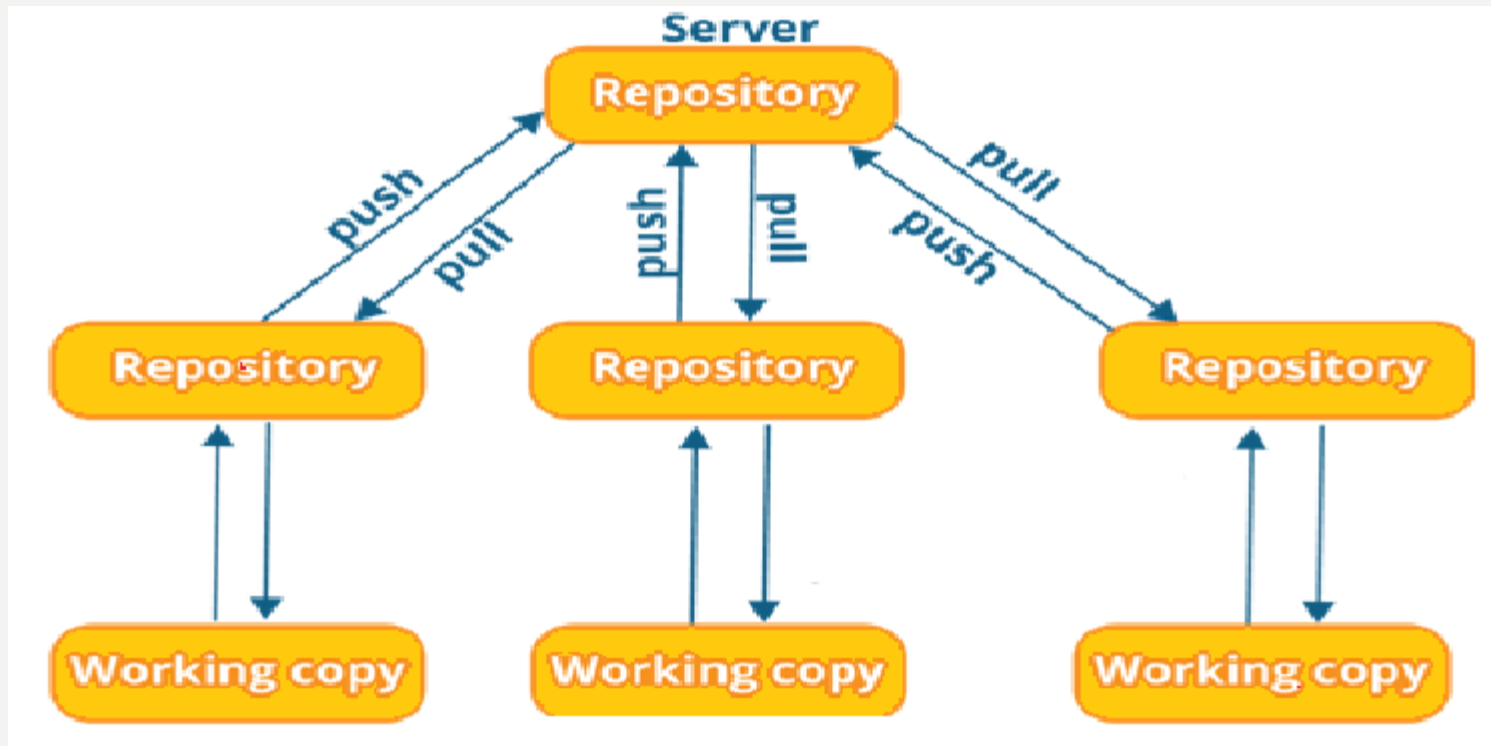 Server
Repository
push
pull
push
pull
push
pull
Repository
Repository
Repository
Working copy
Working copy
Working copy